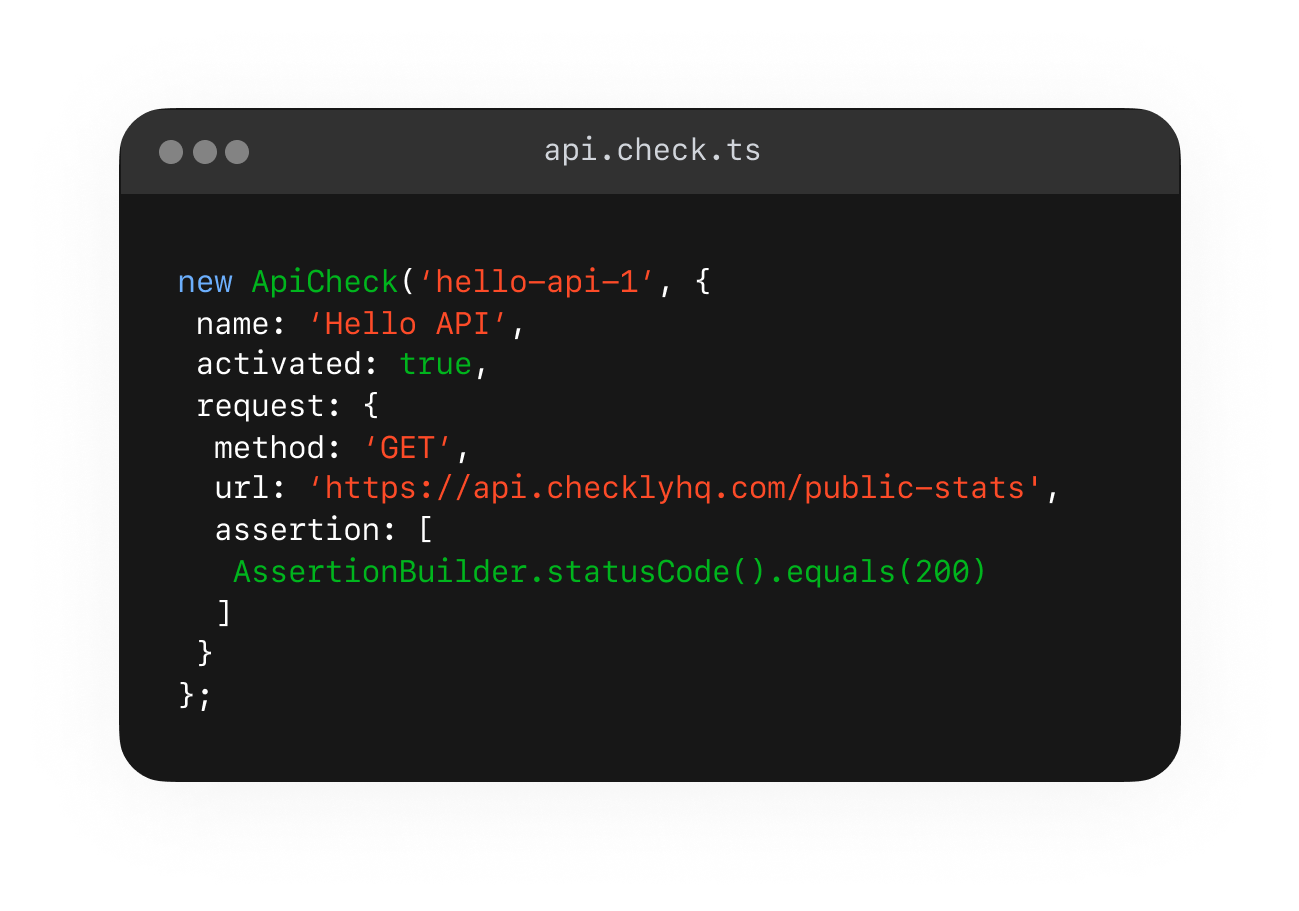 api.check.ts
new ApiCheck(‘hello–api–1’, {
name: ‘Hello API’,
activated: true,
request: {
method: ‘GET’,
url: ‘https://api.checklyhq.com/public–stats',
assertion: [
AssertionBuilder.statusCode().equals(200)
]
}
};